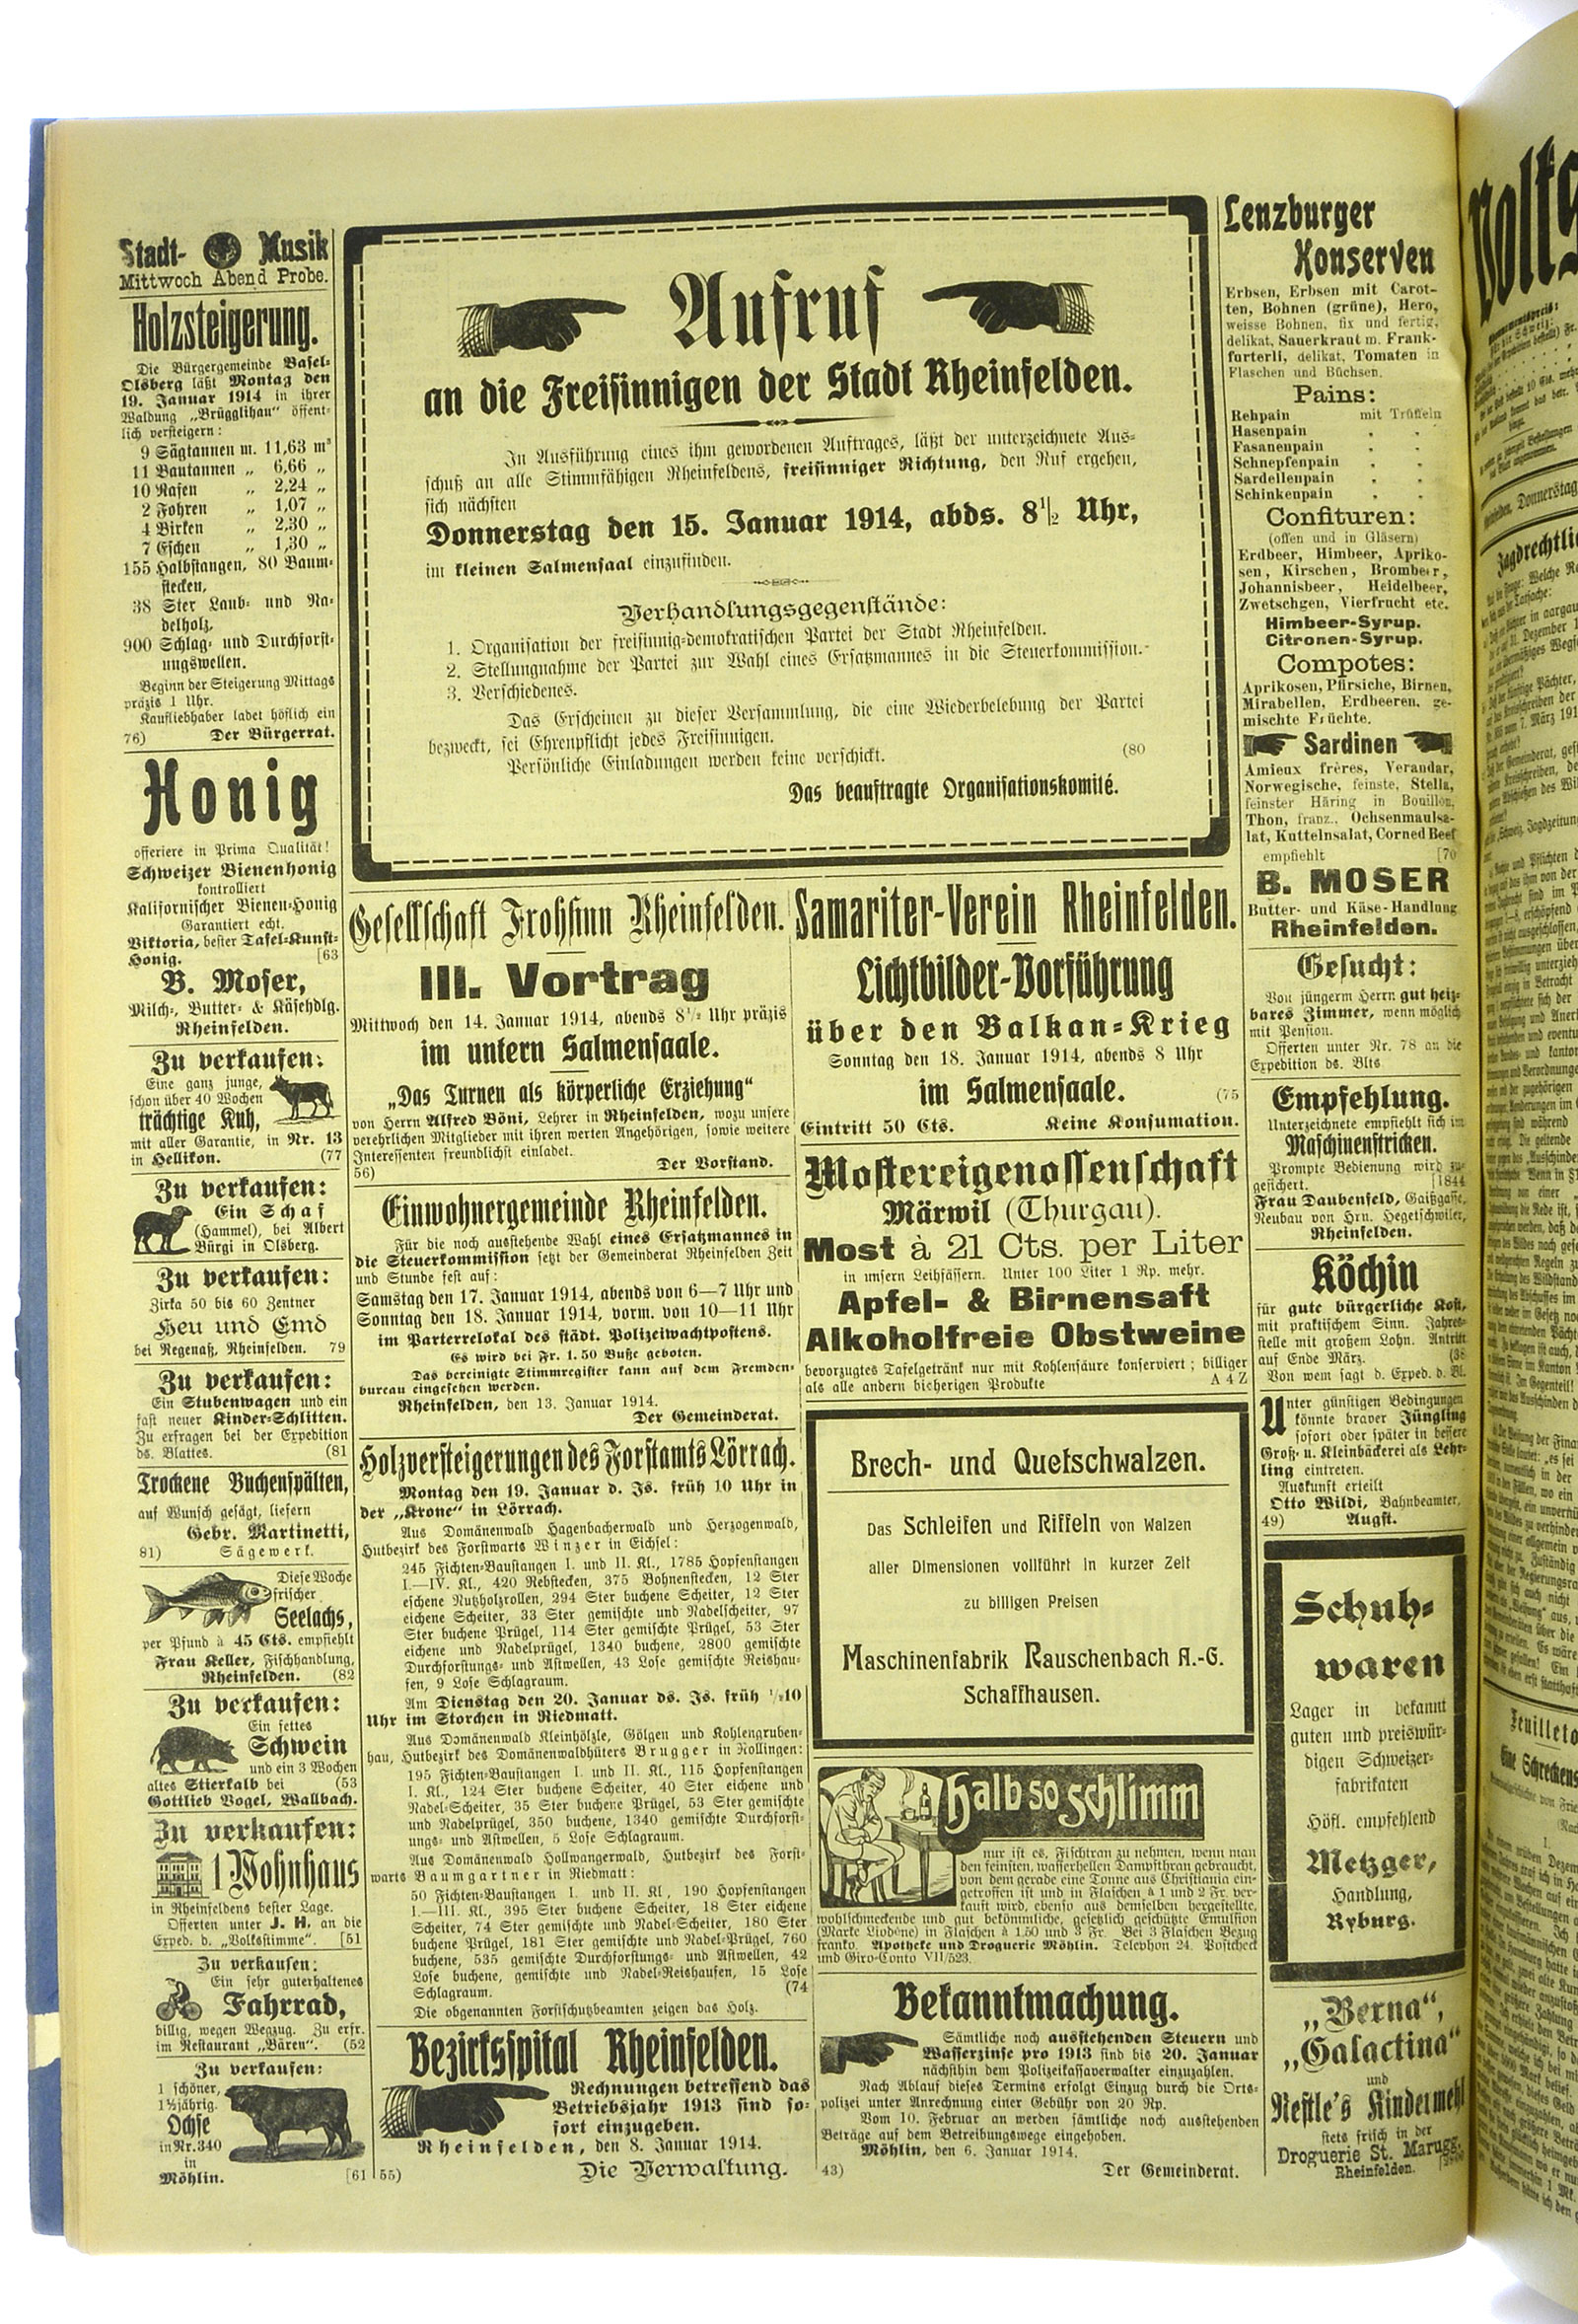 Stadt- Musik
Mittwoch Abend Probe.
Holzsteigerung.
Die Bürgergemeinde Basel-
Olsberg läßt Montag den
19. Januar 1914 in ihrer
Waldung „Brügglihau“ öffent-
lich versteigern:
9 Sägtannen m. 11,63 m³
11 Bautannen „ 6,66 „
10 Rafen „ 2,24 „
2 Fohren „ 1,07 „
4 Birken „ 2,30 „
7 Eschen „ 1,30 „
155 Halbstangen, 80 Baum-
stecken,
38 Ster Laub- und Na-
delholz,
900 Schlag- und Durchforst-
ungswellen.
Beginn der Steigerung Mittags
präzis 1 Uhr.
Kaufliebhaber ladet höflich ein
76) Der Bürgerrat.
Honig
offeriere in Prima Qualität!
Schweizer Bienenhonig
kontrolliert
Kalifornischer Bienen-Honig
Garantiert echt.
Viktoria, bester Tafel-Kunst-
Honig. [63
B. Moser,
Milch-, Butter- & Käsehdlg.
Rheinfelden.
Zu verkaufen:
Eine ganz junge,
schon über 40 Wochen
trächtige Kuh,
mit aller Garantie, in Nr. 13
in Hellikon. (77
Zu verkaufen:
Ein Schaf
(Hammel), bei Albert
Bürgi in Olsberg.
Zu verkaufen:
Zirka 50 bis 60 Zentner
Heu und Emd
bei Regenaß, Rheinfelden. 79
Zu verkaufen:
Ein Stubenwagen und ein
fast neuer Kinder-Schlitten.
Zu erfragen bei der Expedition
ds. Blattes. (81
Trockene Buchenspälten,
auf Wunsch gesägt, liefern
Gebr. Martinetti,
81) Sägewerk.
Diese Woche
frischer
Seelachs,
per Pfund à 45 Cts. empfiehlt
Frau Keller, Fischhandlung,
Rheinfelden. (82
Zu verkaufen:
Ein fettes
Schwein
und ein 3 Wochen
altes Stierkalb bei (53
Gottlieb Vogel, Wallbach.
Zu verkaufen:
1 Wohnhaus
in Rheinfeldens bester Lage.
Offerten unter J. H. an die
Exped. d. „Volksstimme“. [51
Zu verkaufen:
Ein sehr guterhaltenes
Fahrrad,
billig, wegen Wegzug. Zu erfr.
im Restaurant „Bären“. (52
Zu verkaufen:
1 schöner,
1½jährig.
Ochse
in Nr. 340
in
Möhlin. [61
Aufruf
an die Freisinnigen der Stadt Rheinfelden.
In Ausführung eines ihm gewordenen Auftrages, läßt der unterzeichnete Aus-
schuß an alle Stimmfähigen Rheinfeldens, freisinniger Richtung, den Ruf ergehen,
sich nächsten
Donnerstag den 15. Januar 1914, abds. 8½ Uhr,
im kleinen Salmensaal einzufinden.
Verhandlungsgegenstände:
1. Organisation der freisinnig-demokratischen Partei der Stadt Rheinfelden.
2. Stellungnahme der Partei zur Wahl eines Ersatzmannes in die Steuerkommission.
3. Verschiedenes.
Das Erscheinen zu dieser Versammlung, die eine Wiederbelebung der Partei
bezweckt, sei Ehrenpflicht jedes Freisinnigen.
Persönliche Einladungen werden keine verschickt. (80
Das beauftragte Organisationskomité.
Gesellschaft Frohsinn Rheinfelden.
III. Vortrag
Mittwoch den 14. Januar 1914, abends 8½ Uhr präzis
im untern Salmensaale.
„Das Turnen als körperliche Erziehung“
von Herrn Alfred Böni, Lehrer in Rheinfelden, wozu unsere
verehrlichen Mitglieder mit ihren werten Angehörigen, sowie weitere
Interessenten freundlichst einladet.
56) Der Vorstand.
Einwohnergemeinde Rheinfelden.
Für die noch ausstehende Wahl eines Ersatzmannes in
die Steuerkommission setzt der Gemeinderat Rheinfelden Zeit
und Stunde fest auf:
Samstag den 17. Januar 1914, abends von 6—7 Uhr und
Sonntag den 18. Januar 1914, vorm. von 10—11 Uhr
im Parterrelokal des städt. Polizeiwachtpostens.
Es wird bei Fr. 1.50 Buße geboten.
Das bereinigte Stimmregister kann auf dem Fremden-
bureau eingesehen werden.
Rheinfelden, den 13. Januar 1914.
Der Gemeinderat.
Holzversteigerungen des Forstamts Lörrach.
Montag den 19. Januar d. Js. früh 10 Uhr in
der „Krone“ in Lörrach.
Aus Domänenwald Hagenbacherwald und Herzogenwald,
Hutbezirk des Forstwarts Winzer in Eichsel:
245 Fichten-Baustangen I. und II. Kl., 1785 Hopfenstangen
I.—IV. Kl., 420 Rebstecken, 375 Bohnenstecken, 12 Ster
eschene Nutzholzrollen, 294 Ster buchene Scheiter, 12 Ster
eichene Scheiter, 33 Ster gemischte und Nadelscheiter, 97
Ster buchene Prügel, 114 Ster gemischte Prügel, 53 Ster
eichene und Nadelprügel, 1340 buchene, 2800 gemischte
Durchforstungs- und Astwellen, 43 Lose gemischte Reishau-
fen, 9 Lose Schlagraum.
Am Dienstag den 20. Januar ds. Js. früh ½10
Uhr im Storchen in Riedmatt.
Aus Domänenwald Kleinhölzle, Gölgen und Kohlengruben-
hau, Hutbezirk des Domänenwaldhüters Brugger in Nollingen:
195 Fichten-Baustangen I. und II. Kl., 115 Hopfenstangen
I. Kl., 124 Ster buchene Scheiter, 40 Ster eichene und
Nadel-Scheiter, 35 Ster buchene Prügel, 53 Ster gemischte
und Nadelprügel, 350 buchene, 1340 gemischte Durchforst-
ungs- und Astwellen, 5 Lose Schlagraum.
Aus Domänenwald Hollwangerwald, Hutbezirk des Forst-
warts Baumgartner in Riedmatt:
50 Fichten-Baustangen I. und II. Kl, 190 Hopfenstangen
I.—III. Kl., 395 Ster buchene Scheiter, 18 Ster eichene
Scheiter, 74 Ster gemischte und Nadel-Scheiter, 180 Ster
buchene Prügel, 181 Ster gemischte und Nadel-Prügel, 760
buchene, 535 gemischte Durchforstungs- und Astwellen, 42
Lose buchene, gemischte und Nadel-Reishaufen, 15 Lose
Schlagraum. (74
Die obgenannten Forstschutzbeamten zeigen das Holz.
Bezirksspital Rheinfelden.
Rechnungen betreffend das
Betriebsjahr 1913 sind so-
fort einzugeben.
Rheinfelden, den 8. Januar 1914.
55) Die Verwaltung.
Samariter-Verein Rheinfelden.
Lichtbilder-Vorführung
über den Balkan-Krieg
Sonntag den 18. Januar 1914, abends 8 Uhr
im Salmensaale. (75
Eintritt 50 Cts. Keine Konsumation.
Mostereigenossenschaft
Märwil (Thurgau).
Most à 21 Cts. per Liter
in unsern Leihfässern. Unter 100 Liter 1 Rp. mehr.
Apfel- & Birnensaft
Alkoholfreie Obstweine
bevorzugtes Tafelgetränk nur mit Kohlensäure konserviert; billiger
als alle andern bisherigen Produkte A 4 Z
Brech- und Quetschwalzen.
Das Schleifen und Riffeln von Walzen
aller Dimensionen vollführt in kurzer Zeit
zu billigen Preisen
Maschinenfabrik Rauschenbach A.-G.
Schaffhausen.
halb so schlimm
nur ist es, Fischtran zu nehmen, wenn man
den feinsten, wasserhellen Dampfthran gebraucht,
von dem gerade eine Tonne aus Christiania ein-
getroffen ist und in Flaschen à 1 und 2 Fr. ver-
kauft wird, ebenso aus demselben hergestellte,
wohlschmeckende und gut bekömmliche, gesetzlich geschützte Emulsion
(Marke Liodöne) in Flaschen à 1.50 und 3 Fr. Bei 3 Flaschen Bezug
franko. Apotheke und Droguerie Möhlin. Telephon 24. Postcheck
und Giro-Conto VII/523.
Bekanntmachung.
Sämtliche noch ausstehenden Steuern und
Wasserzinse pro 1913 sind bis 20. Januar
nächsthin dem Polizeikassaverwalter einzuzahlen.
Nach Ablauf dieses Termins erfolgt Einzug durch die Orts-
polizei unter Anrechnung einer Gebühr von 20 Rp.
Vom 10. Februar an werden sämtliche noch ausstehenden
Beträge auf dem Betreibungswege eingehoben.
Möhlin, den 6. Januar 1914.
43) Der Gemeinderat.
Lenzburger
Konserven
Erbsen, Erbsen mit Carot-
ten, Bohnen (grüne), Hero,
weisse Bohnen, fix und fertig,
delikat, Sauerkraut m. Frank-
furterli, delikat, Tomaten in
Flaschen und Büchsen.
Pains:
Rehpain mit Trüffeln
Hasenpain
Fasanenpain
Schnepfenpain
Sardellenpain
Schinkenpain
Confituren:
(offen und in Gläsern)
Erdbeer, Himbeer, Apriko-
sen, Kirschen, Brombeer,
Johannisbeer, Heidelbeer,
Zwetschgen, Vierfrucht etc.
Himbeer-Syrup.
Citronen-Syrup.
Compotes:
Aprikosen, Pfirsiche, Birnen,
Mirabellen, Erdbeeren, ge-
mischte Früchte.
Sardinen
Amieux frères, Verandar,
Norwegische, feinste, Stella,
feinster Häring in Bouillon,
Thon, franz., Ochsenmaulsa-
lat, Kuttelnsalat, Corned Beef
empfiehlt [70
B. MOSER
Butter- und Käse-Handlung
Rheinfelden.
Gesucht:
Von jüngerm Herrn gut heiz-
bares Zimmer, wenn möglich
mit Pension.
Offerten unter Nr. 78 an die
Expedition ds. Blts
Empfehlung.
Unterzeichnete empfiehlt sich im
Maschinenstricken.
Prompte Bedienung wird zu-
gesichert. [1844
Frau Daubenfeld, Gaißgasse,
Neubau von Hrn. Hegetschwiler,
Rheinfelden.
Köchin
für gute bürgerliche Kost,
mit praktischem Sinn. Jahres-
stelle mit großem Lohn. Antritt
auf Ende März. (38
Von wem sagt d. Exped. d. Bl.
Unter günstigen Bedingungen
könnte braver Jüngling
sofort oder später in bessere
Groß- u. Kleinbäckerei als Lehr-
ling eintreten.
Auskunft erteilt
Otto Wildi, Bahnbeamter,
49) Augst.
Schuh-
waren
Lager in bekannt
guten und preiswür-
digen Schweizer-
fabrikaten
Höfl. empfehlend
Metzger,
Handlung,
Ryburg.
„Berna“,
„Galactina“
und
Nestle's Kindermehl
stets frisch in der
Droguerie St. Marugg,
Rheinfelden.
Volks
Jagdrechtli
Feuilleto